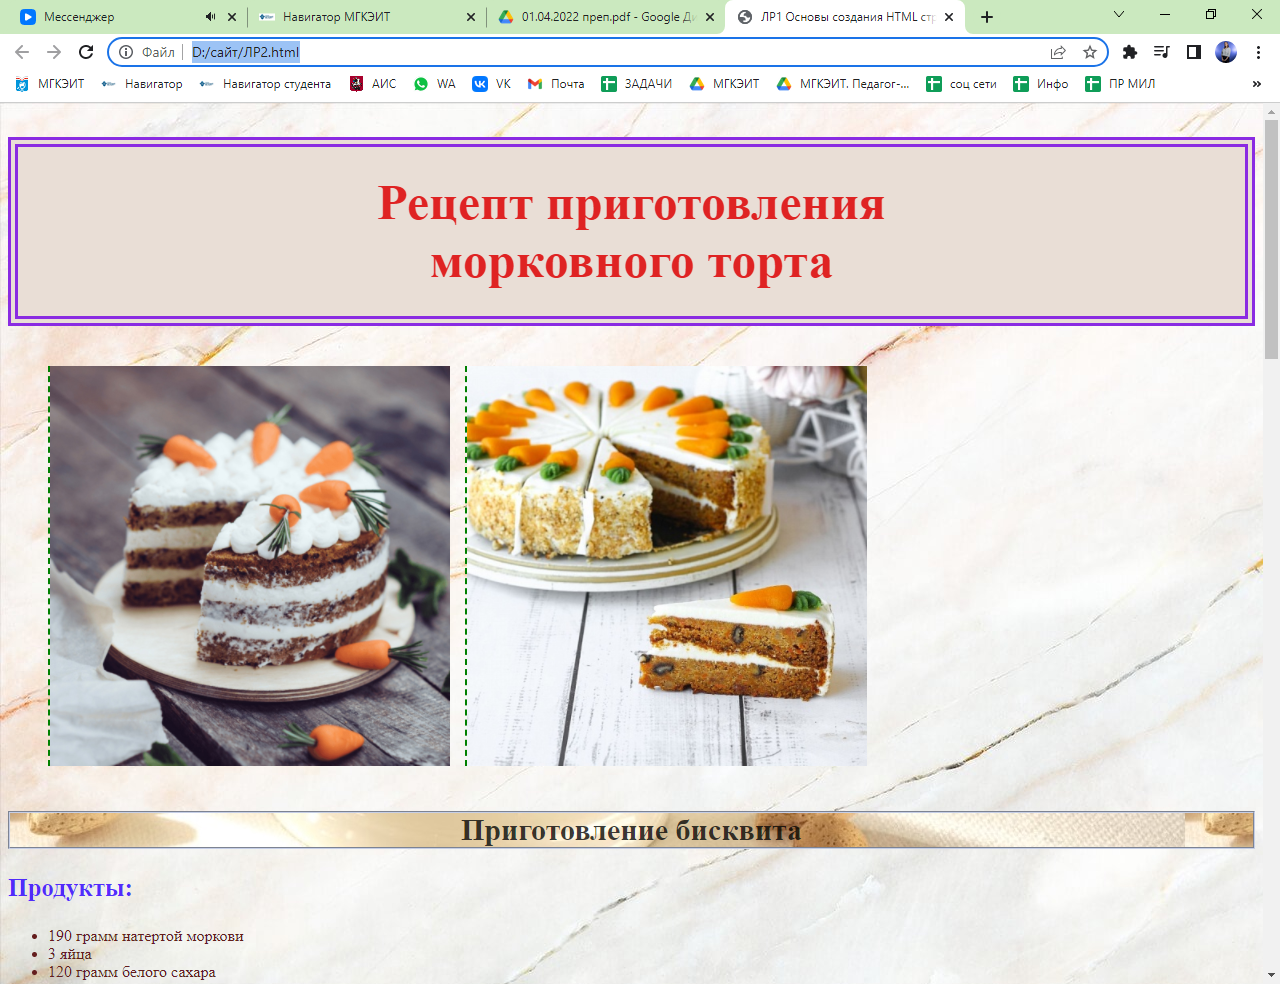 Мессенджер
Навигатор МГКЭИТ
01.04.2022 преп.pdf - Google Ди
ЛР1 Основы создания HTML стр
Файл
D:/сайт/ЛР2.html
МГКЭИТ
Навигатор
Навигатор студента
АИС
WA
VK
Почта
ЗАДАЧИ
МГКЭИТ
МГКЭИТ. Педагог-...
соц сети
Инфо
ПР МИЛ
»
Рецепт приготовления
морковного торта
Приготовление бисквита
Продукты:
• 190 грамм натертой моркови
• 3 яйца
• 120 грамм белого сахара